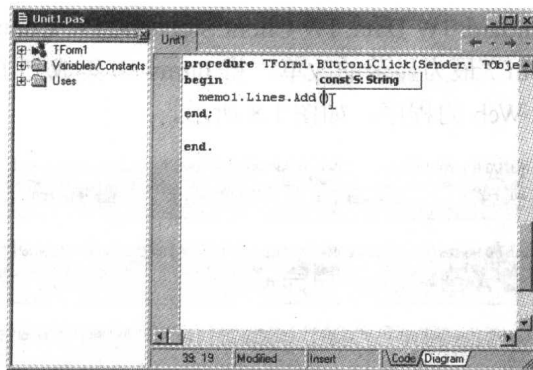 Unit1.pas
TForm1
Variables/Constants
Uses
Unit1
procedure TForm1.Button1Click(Sender: TObje
begin
const S: String
memo1.Lines.Add()
end;
end.
39: 19
Modified
Insert
Code
Diagram